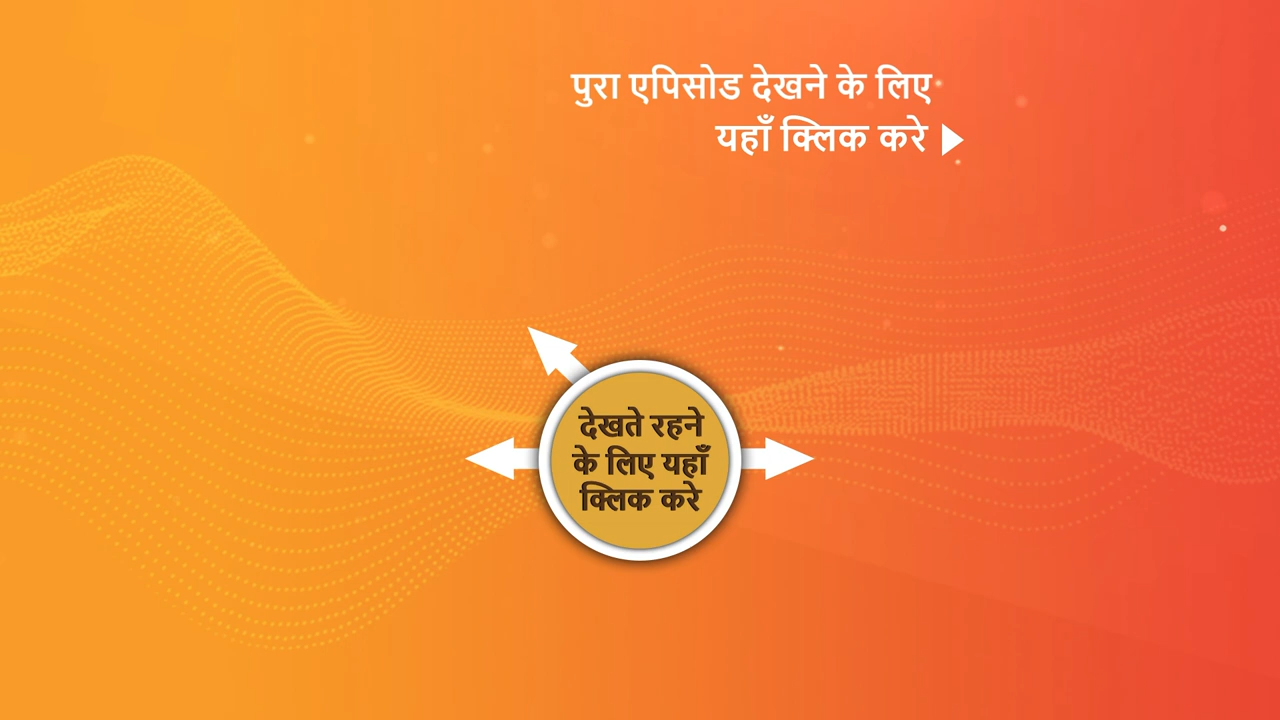 पुरा एपिसोड देखने के लिए
यहाँ क्लिक करे
देखते रहने
के लिए यहाँ
क्लिक करे